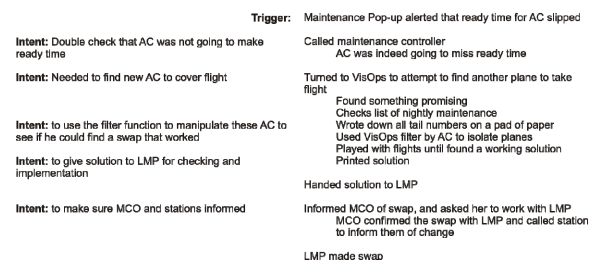 Trigger: Maintenance Pop-up alerted that ready time for AC slipped
Intent: Double check that AC was not going to make
ready time
Called maintenance controller
AC was indeed going to miss ready time
Intent: Needed to find new AC to cover flight
Turned to VisOps to attempt to find another plane to take
flight
Found something promising
Checks list of nightly maintenance
Wrote down all tail numbers on a pad of paper
Used VisOps filter by AC to isolate planes
Played with flights until found a working solution
Printed solution
Intent: to use the filter function to manipulate these AC to
see if he could find a swap that worked
Intent: to give solution to LMP for checking and
implementation
Handed solution to LMP
Intent: to make sure MCO and stations informed
Informed MCO of swap, and asked her to work with LMP
MCO confirmed the swap with LMP and called station
to inform them of change
LMP made swap